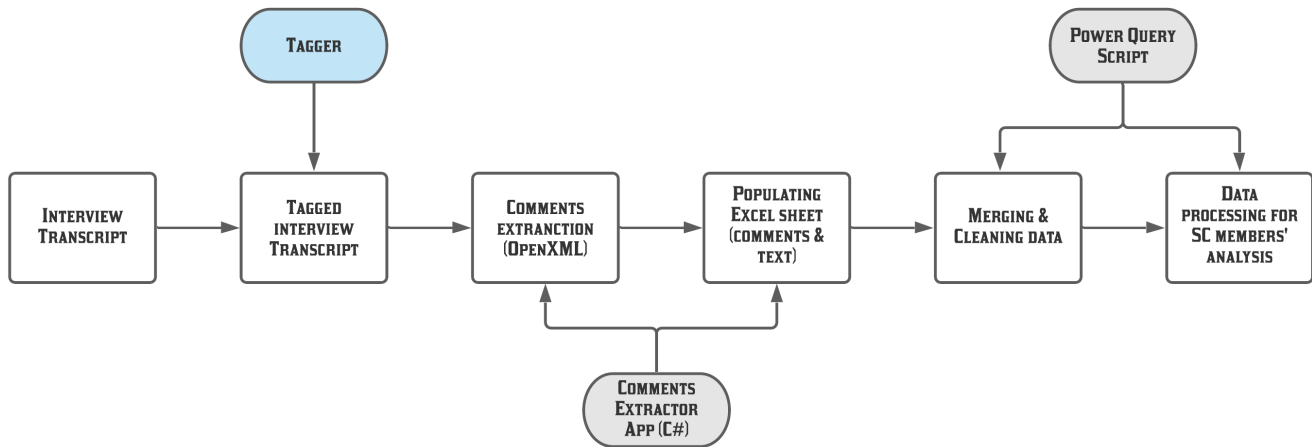 Tagger
Power Query
Script
Interview
Transcript
Tagged
interview
Transcript
Comments
extranction
(OpenXML)
Populating
Excel sheet
(comments &
text)
Merging &
Cleaning data
Data
processing for
SC members'
analysis
Comments
Extractor
App (C#)